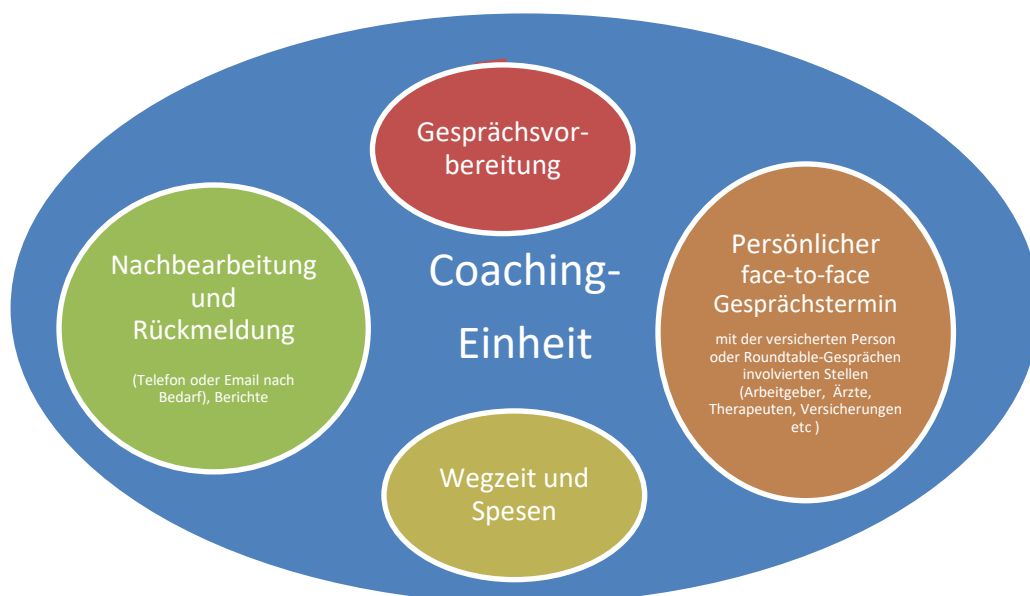 Gesprächsvor-
bereitung
Nachbearbeitung
und
Rückmeldung
(Telefon oder Email nach
Bedarf), Berichte
Coaching-
Einheit
Persönlicher
face-to-face
Gesprächstermin
mit der versicherten Person
oder Roundtable-Gesprächen
involvierten Stellen
(Arbeitgeber, Ärzte,
Therapeuten, Versicherungen
etc )
Wegzeit und
Spesen